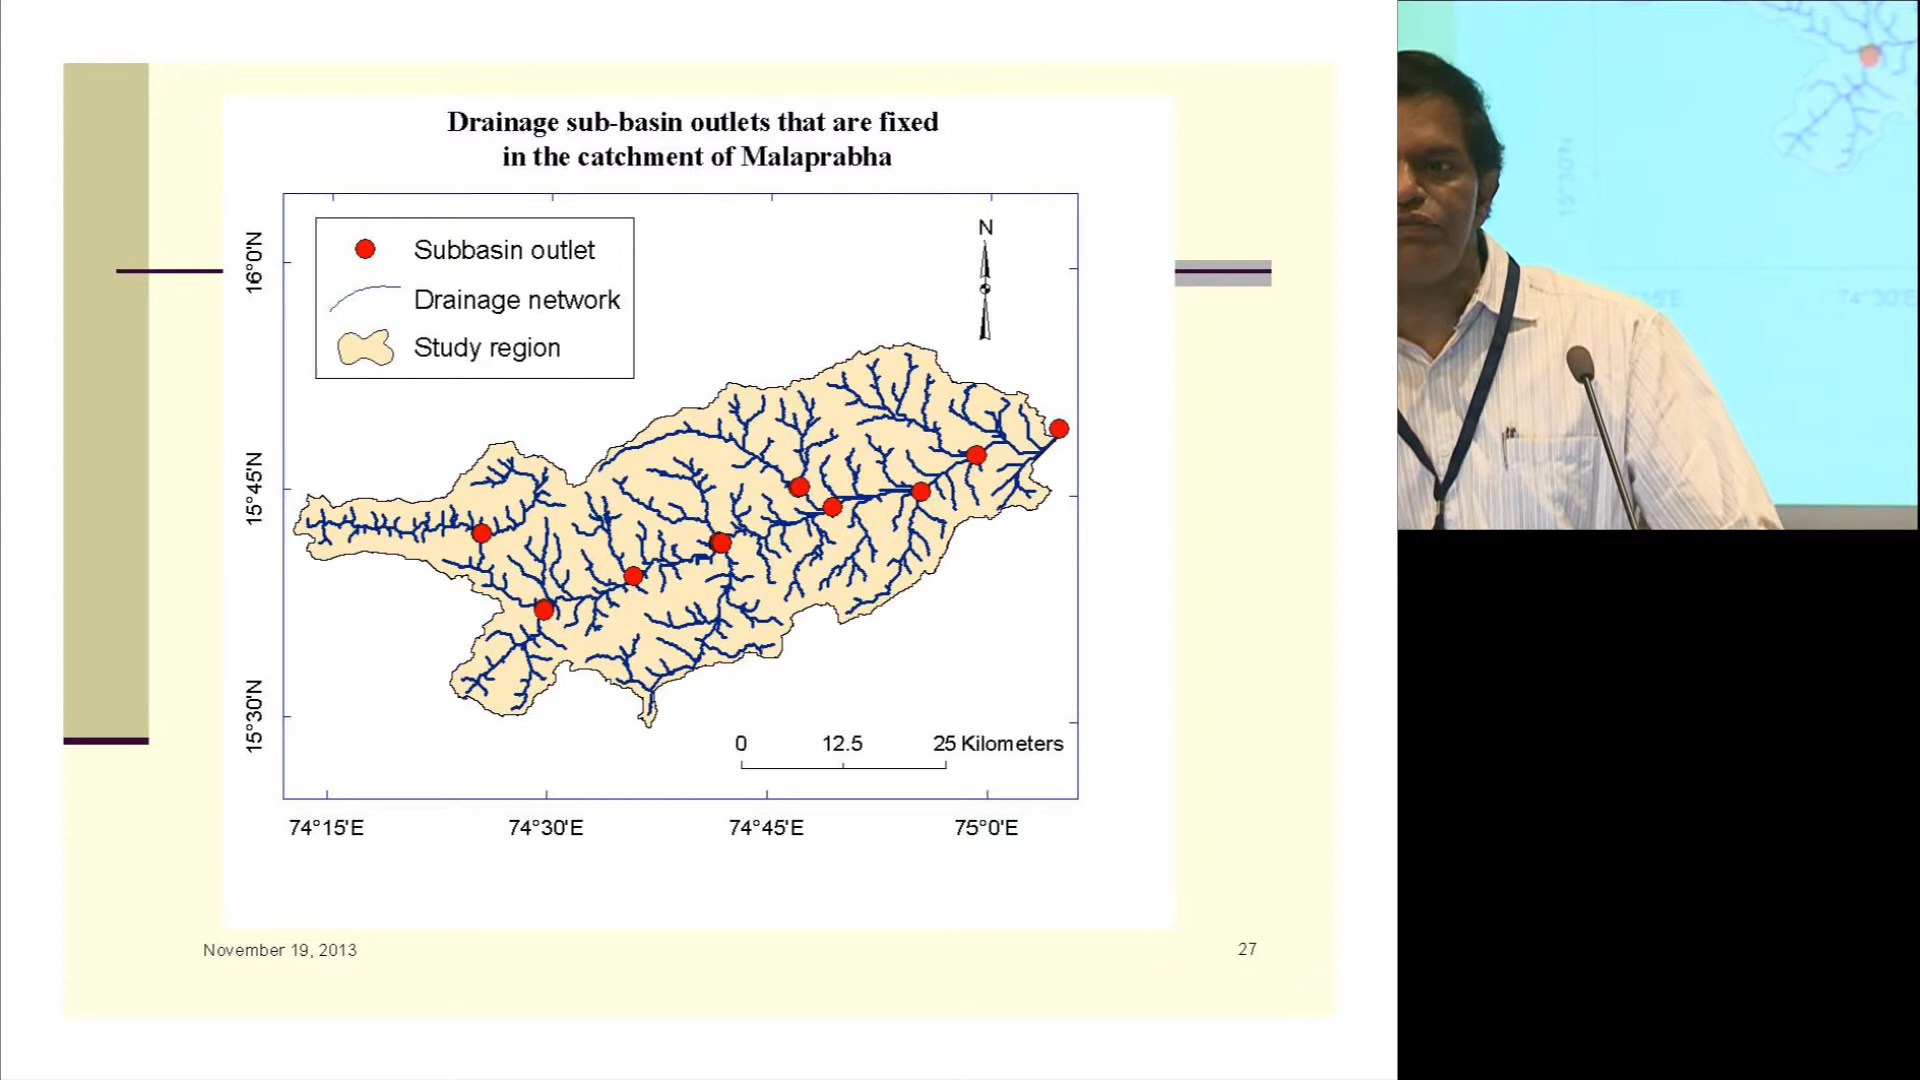 Drainage sub-basin outlets that are fixed
in the catchment of Malaprabha
Subbasin outlet
Drainage network
Study region
N
16°0'N
15°45'N
15°30'N
0 12.5 25 Kilometers
74°15'E 74°30'E 74°45'E 75°0'E
November 19, 2013
27
74°30'E